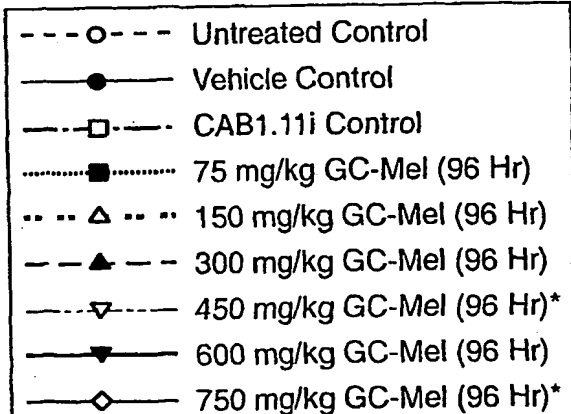 Untreated Control
Vehicle Control
CAB1.11i Control
75 mg/kg GC-Mel (96 Hr)
150 mg/kg GC-Mel (96 Hr)
300 mg/kg GC-Mel (96 Hr)
450 mg/kg GC-Mel (96 Hr)*
600 mg/kg GC-Mel (96 Hr)
750 mg/kg GC-Mel (96 Hr)*